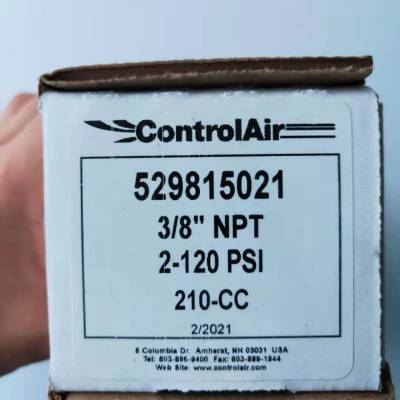 ControlAir
529815021
3/8" NPT
2-120 PSI
210-CC
2/2021
8 Columbia Dr. Amherst, NH 03031 USA
Tel: 603-886-9400 Fax: 603-889-1844
Web Site: www.controlair.com